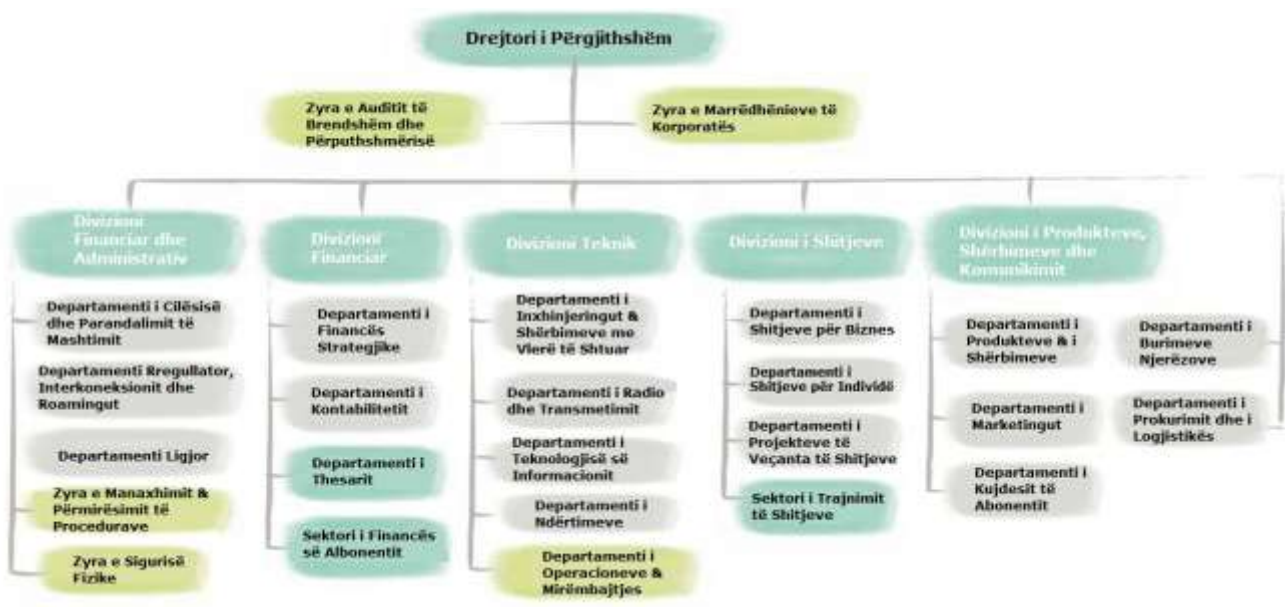 Drejtori i Përgjithshëm
Zyra e Auditit të
Brendshëm dhe
Përputhshmërisë
Zyra e Marrëdhënieve të
Korporatës
Divizioni
Financiar dhe
Administrativ
Departamenti i Cilësisë
dhe Parandalimit të
Mashtimit
Departamenti Rregullator,
Interkoneksionit dhe
Roamingut
Departamenti Ligjor
Zyra e Manaxhimit &
Përmirësimit të
Procedurave
Zyra e Sigurisë
Fizike
Divizioni
Financiar
Departamenti i
Financës
Strategjike
Departamenti i
Kontabilitetit
Departamenti i
Thesarit
Sektori i Financës
së Albonentit
Divizioni Teknik
Departamenti i
Inxhinjeringut &
Shërbimeve me
Vlerë të Shtuar
Departamenti i Radio
dhe Transmetimit
Departamenti i
Teknologjisë së
Informacionit
Departamenti i
Ndërtimeve
Departamenti i
Operacioneve &
Mirëmbajtjes
Divizioni i Shitjeve
Departamenti i
Shitjeve për Biznes
Departamenti i
Shitjeve për Individë
Departamenti i
Projekteve të
Veçanta të Shitjeve
Sektori i Trajnimit
të Shitjeve
Divizioni i Produkteve,
Shërbimeve dhe
Komunikimit
Departamenti i
Produkteve & i
Shërbimeve
Departamenti i
Marketingut
Departamenti i
Kujdesit të
Abonentit
Departamenti i
Burimeve
Njerëzove
Departamenti i
Prokurimit dhe i
Logjistikës